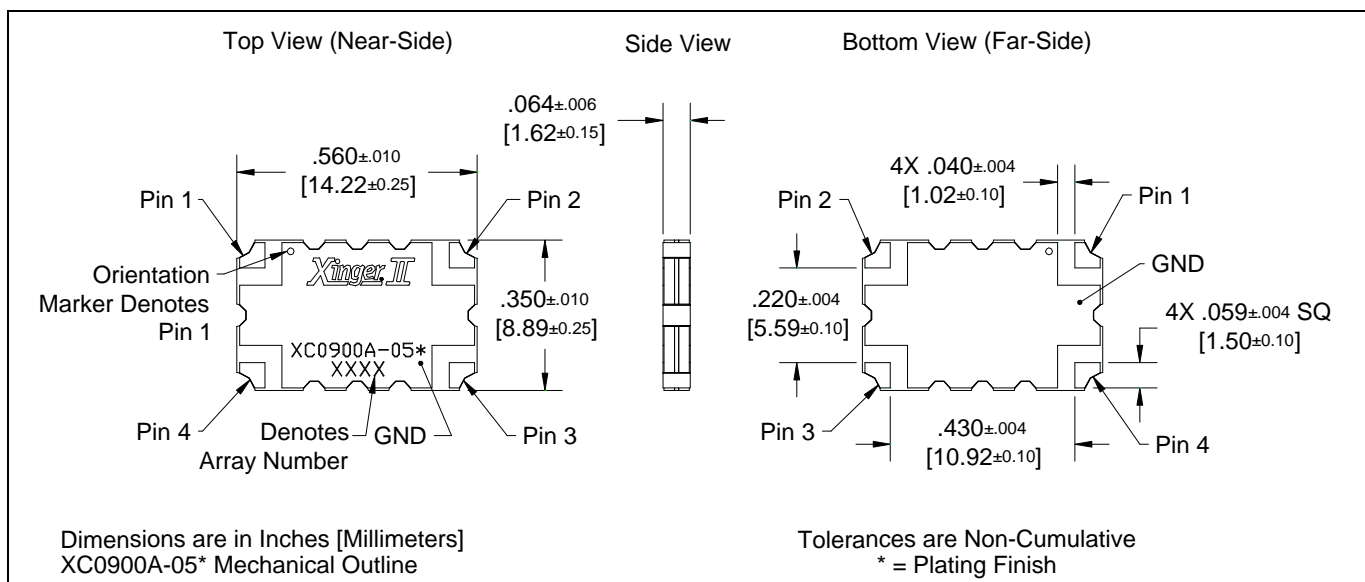 Top View (Near-Side)
Side View
Bottom View (Far-Side)
.064±.006
[1.62±0.15]
.560±.010
[14.22±0.25]
4X .040±.004
[1.02±0.10]
Pin 1
Pin 2
Pin 2
Pin 1
Orientation
Marker Denotes
Pin 1
Xinger II
GND
.350±.010
[8.89±0.25]
.220±.004
[5.59±0.10]
4X .059±.004 SQ
[1.50±0.10]
XC0900A-05*
XXXX
Pin 4
Denotes
Array Number
GND
Pin 3
Pin 3
.430±.004
[10.92±0.10]
Pin 4
Dimensions are in Inches [Millimeters]
XC0900A-05* Mechanical Outline
Tolerances are Non-Cumulative
* = Plating Finish